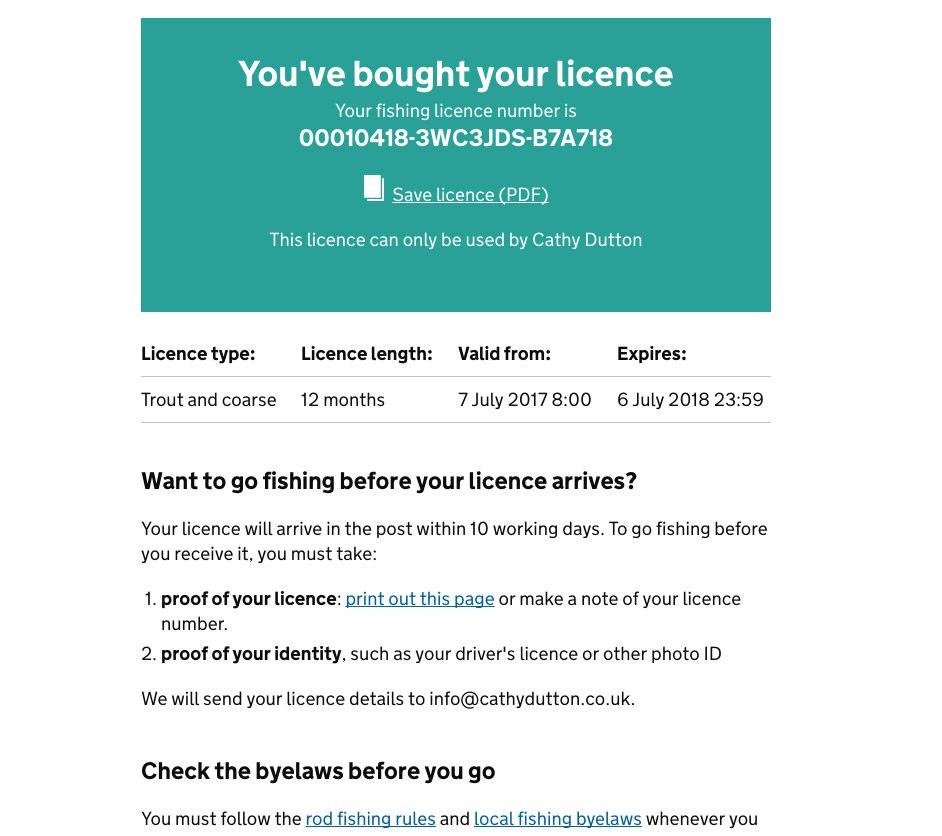 You've bought your licence
Your fishing licence number is
00010418-3WC3JDS-B7A718
Save licence (PDF)
This licence can only be used by Cathy Dutton
Licence type: Licence length: Valid from: Expires:
Trout and coarse 12 months 7 July 2017 8:00 6 July 2018 23:59
Want to go fishing before your licence arrives?
Your licence will arrive in the post within 10 working days. To go fishing before
you receive it, you must take:
1. proof of your licence: print out this page or make a note of your licence
number.
2. proof of your identity, such as your driver's licence or other photo ID
We will send your licence details to info@cathydutton.co.uk.
Check the byelaws before you go
You must follow the rod fishing rules and local fishing byelaws whenever you